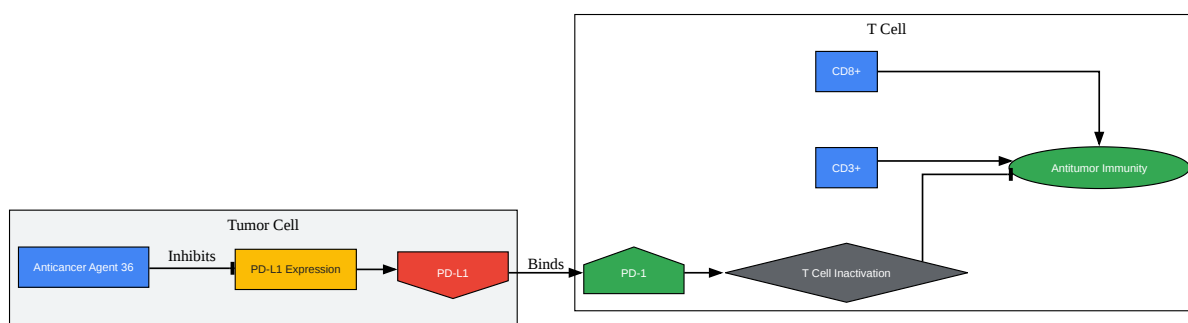 T Cell
CD8+
CD3+
Antitumor Immunity
Tumor Cell
Anticancer Agent 36
Inhibits
PD-L1 Expression
PD-L1
Binds
PD-1
T Cell Inactivation